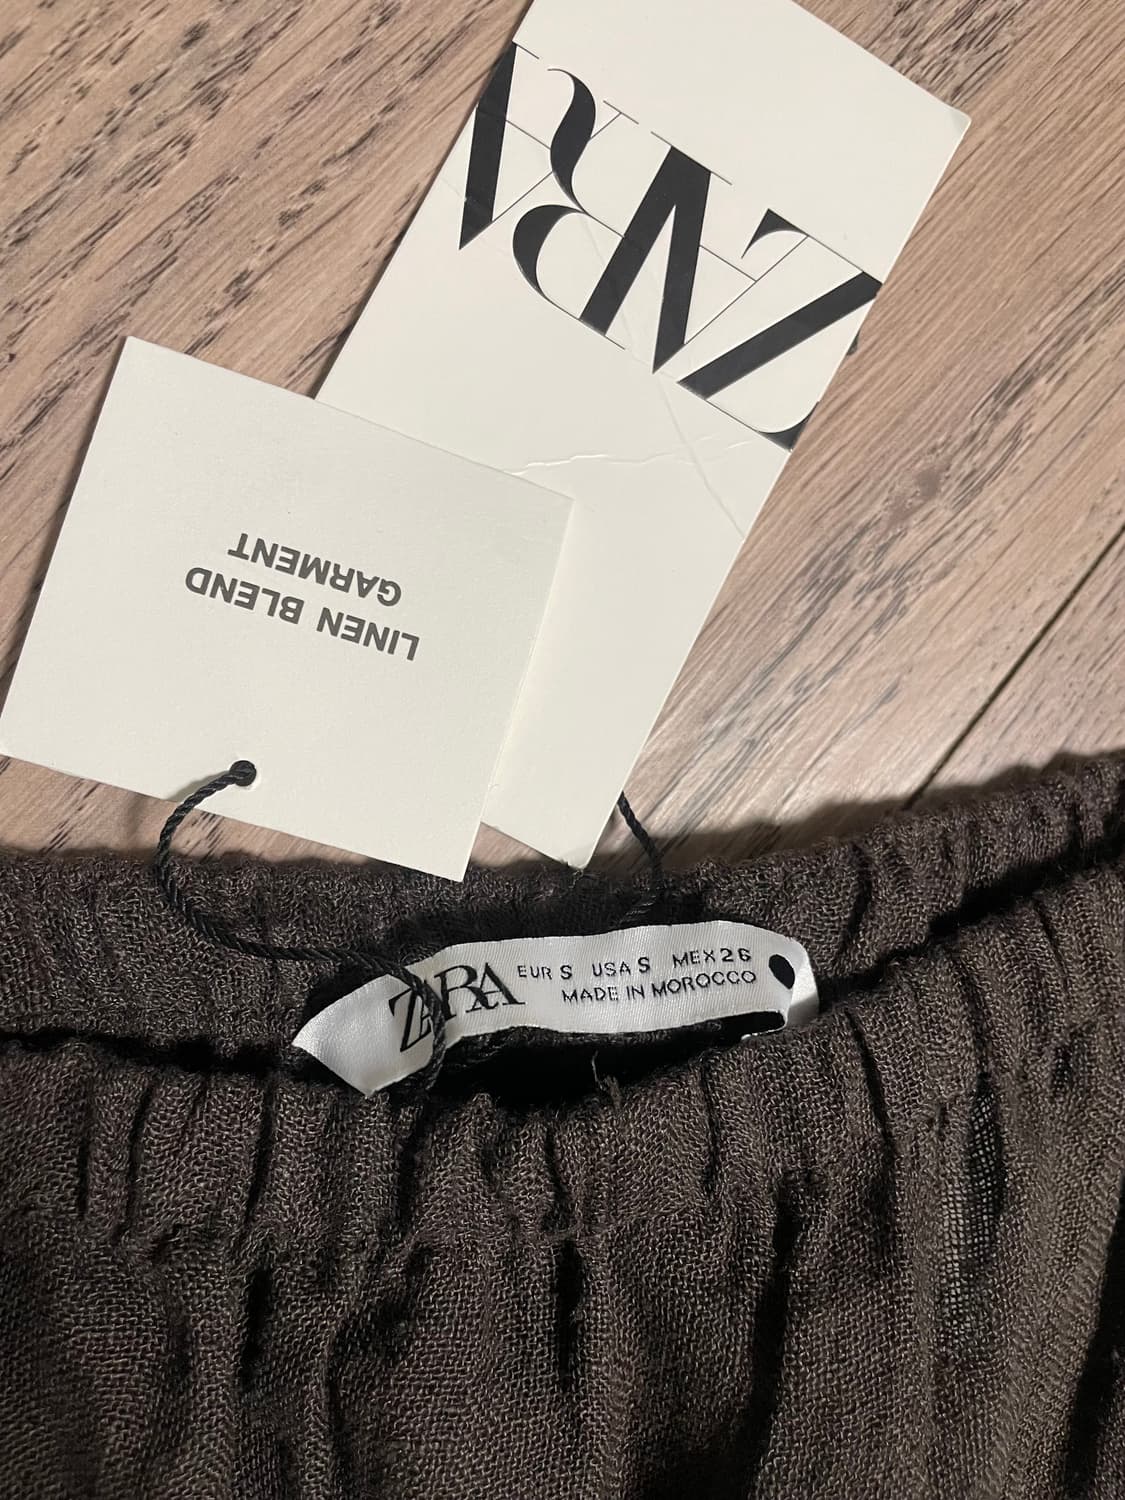 ZARA
LINEN BLEND
GARMENT
ZARA
EUR S USA S MEX 26
MADE IN MOROCCO